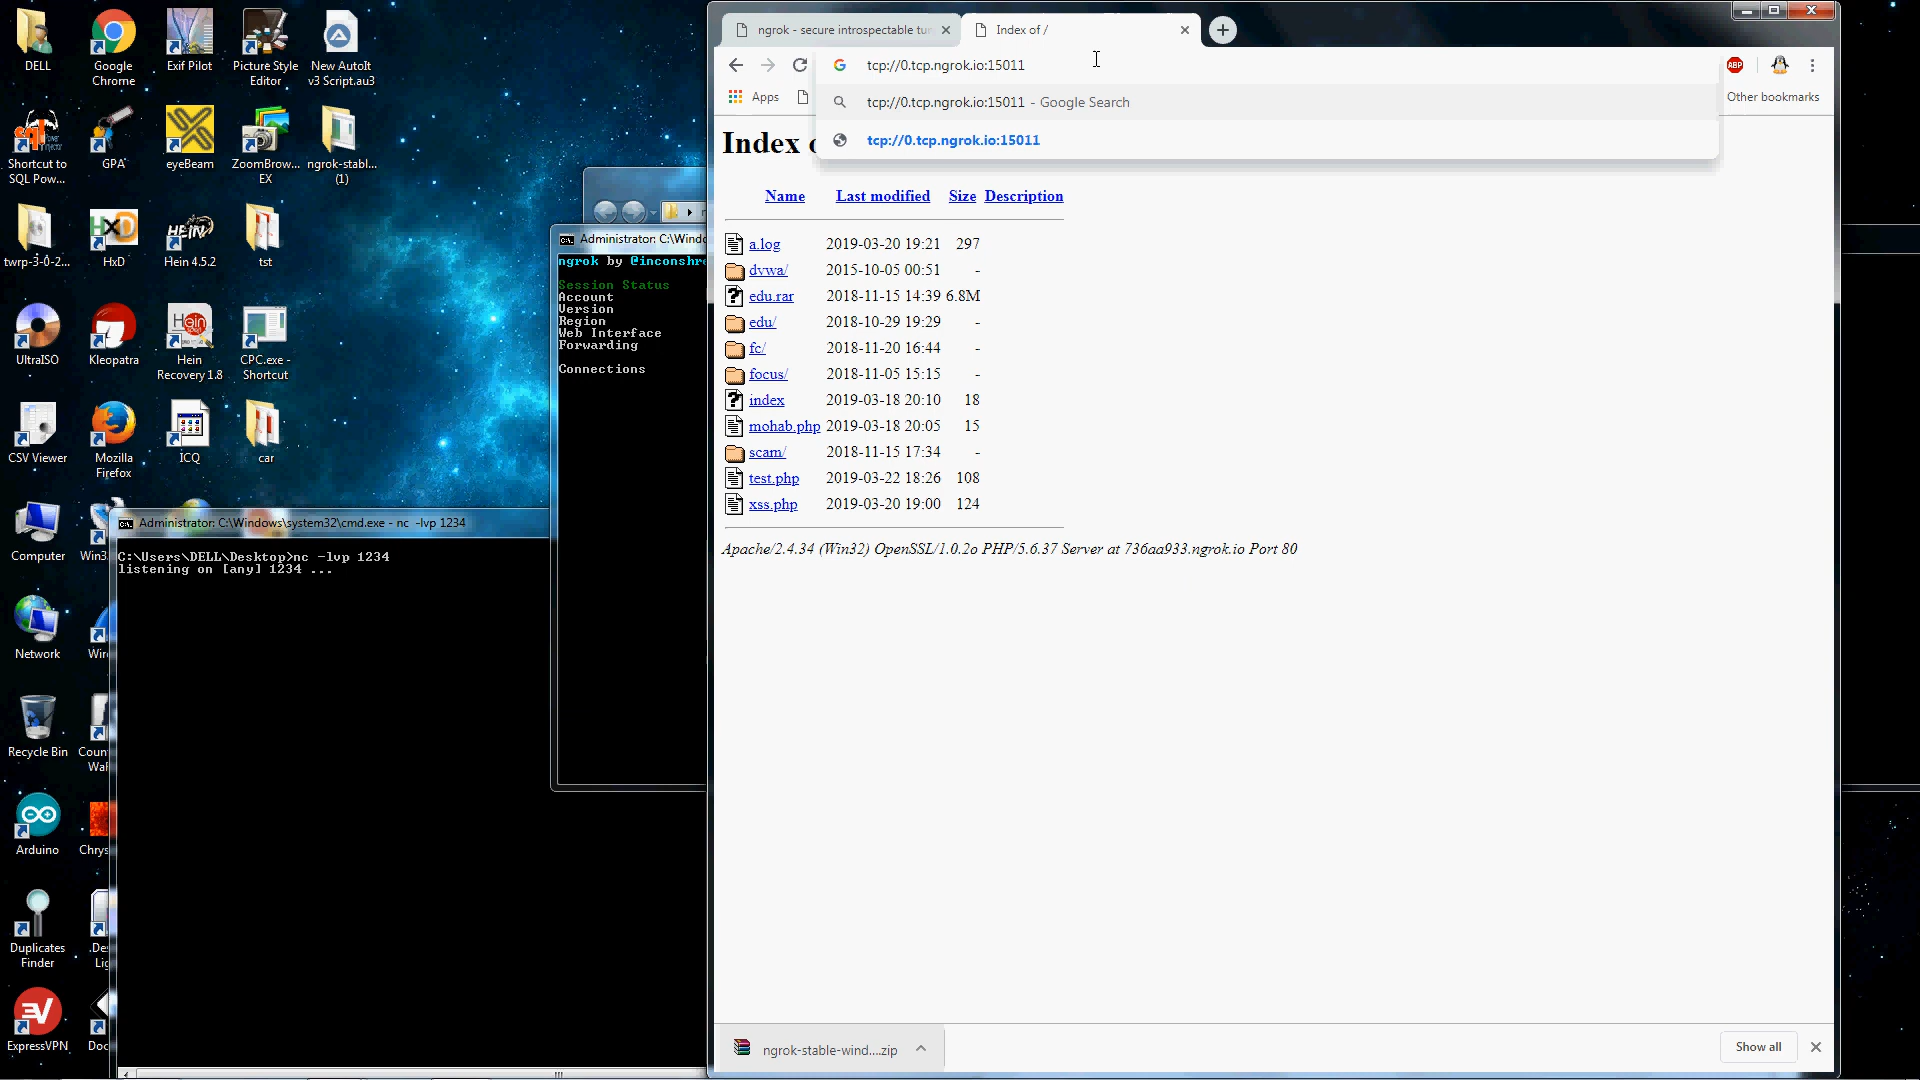 DELL
Google
Chrome
Exif Pilot
Picture Style
Editor
New AutoIt
v3 Script.au3
Shortcut to
SQL Pow...
GPA
eyeBeam
ZoomBrow...
EX
ngrok-stabl...
(1)
twrp-3-0-2...
HxD
Hein 4.5.2
tst
UltraISO
Kleopatra
Hein
Recovery 1.8
CPC.exe -
Shortcut
CSV Viewer
Mozilla
Firefox
ICQ
car
Computer
Network
Recycle Bin
Arduino
Duplicates
Finder
ExpressVPN
Administrator: C:\Windows\system32\cmd.exe - nc -lvp 1234
C:\Users\DELL\Desktop>nc -lvp 1234
listening on [any] 1234 ...
Administrator: C:\Windo
ngrok by @inconshre
Session Status
Account
Version
Region
Web Interface
Forwarding
Connections
ngrok - secure introspectable tun
Index of /
tcp://0.tcp.ngrok.io:15011
ABP
Apps
tcp://0.tcp.ngrok.io:15011 - Google Search
Other bookmarks
tcp://0.tcp.ngrok.io:15011
Index
Name Last modified Size Description
a.log 2019-03-20 19:21 297
dvwa/ 2015-10-05 00:51 -
edu.rar 2018-11-15 14:39 6.8M
edu/ 2018-10-29 19:29 -
fc/ 2018-11-20 16:44 -
focus/ 2018-11-05 15:15 -
index 2019-03-18 20:10 18
mohab.php 2019-03-18 20:05 15
scam/ 2018-11-15 17:34 -
test.php 2019-03-22 18:26 108
xss.php 2019-03-20 19:00 124
Apache/2.4.34 (Win32) OpenSSL/1.0.2o PHP/5.6.37 Server at 736aa933.ngrok.io Port 80
ngrok-stable-wind....zip
Show all